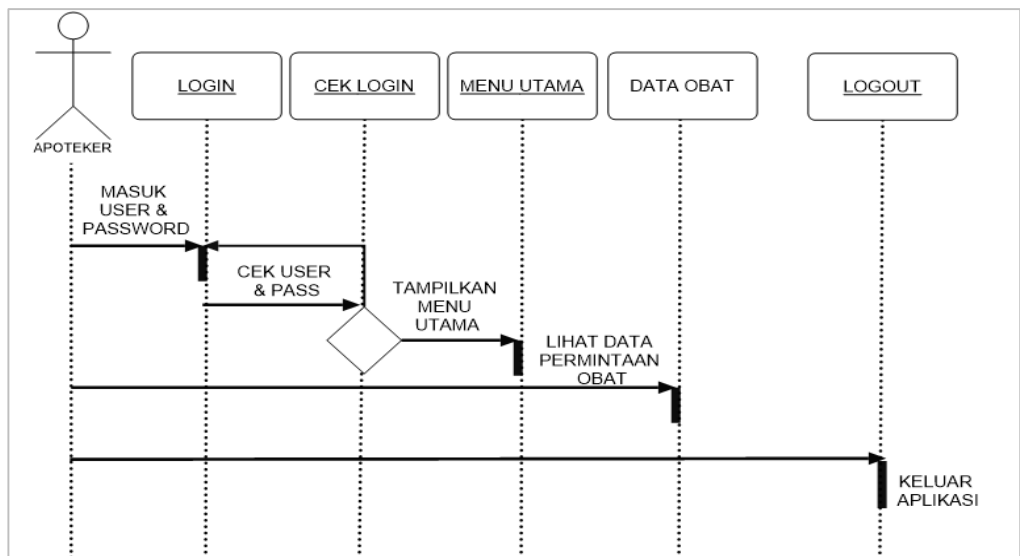 LOGIN
CEK LOGIN
MENU UTAMA
DATA OBAT
LOGOUT
APOTEKER
MASUK
USER &
PASSWORD
CEK USER
& PASS
TAMPILKAN
MENU
UTAMA
LIHAT DATA
PERMINTAAN
OBAT
KELUAR
APLIKASI